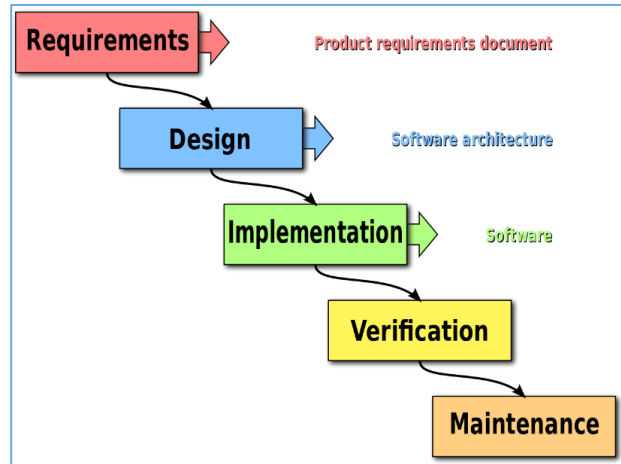 Requirements
Product requirements document
Design
Software architecture
Implementation
Software
Verification
Maintenance